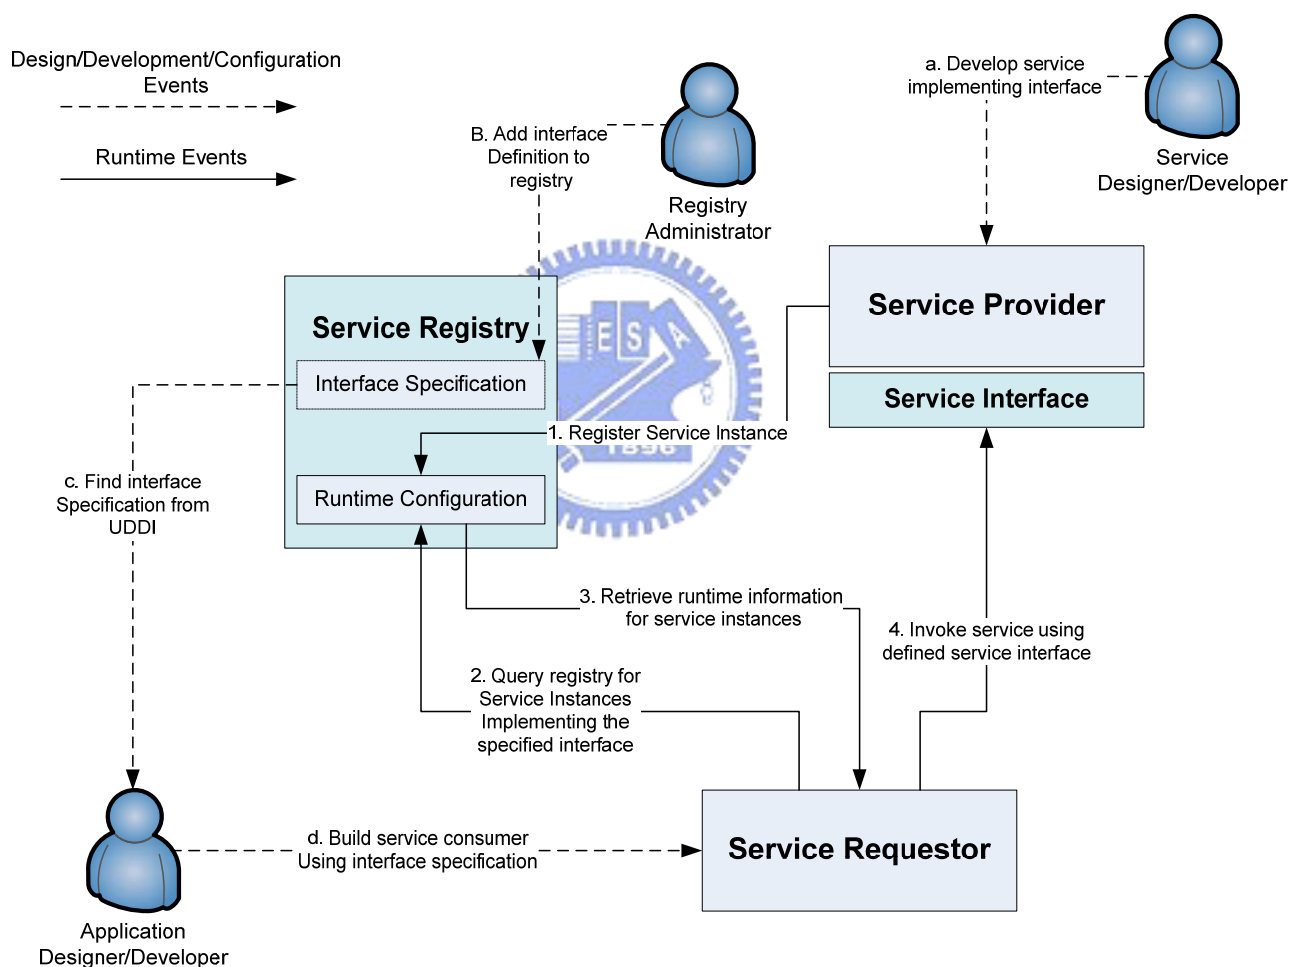 Design/Development/Configuration
Events
Runtime Events
B. Add interface
Definition to
registry
Registry
Administrator
a. Develop service
implementing interface
Service
Designer/Developer
Service Registry
Interface Specification
Runtime Configuration
Service Provider
Service Interface
E S A
1. Register Service Instance
1896
c. Find interface
Specification from
UDDI
3. Retrieve runtime information
for service instances
2. Query registry for
Service Instances
Implementing the
specified interface
4. Invoke service using
defined service interface
d. Build service consumer
Using interface specification
Service Requestor
Application
Designer/Developer